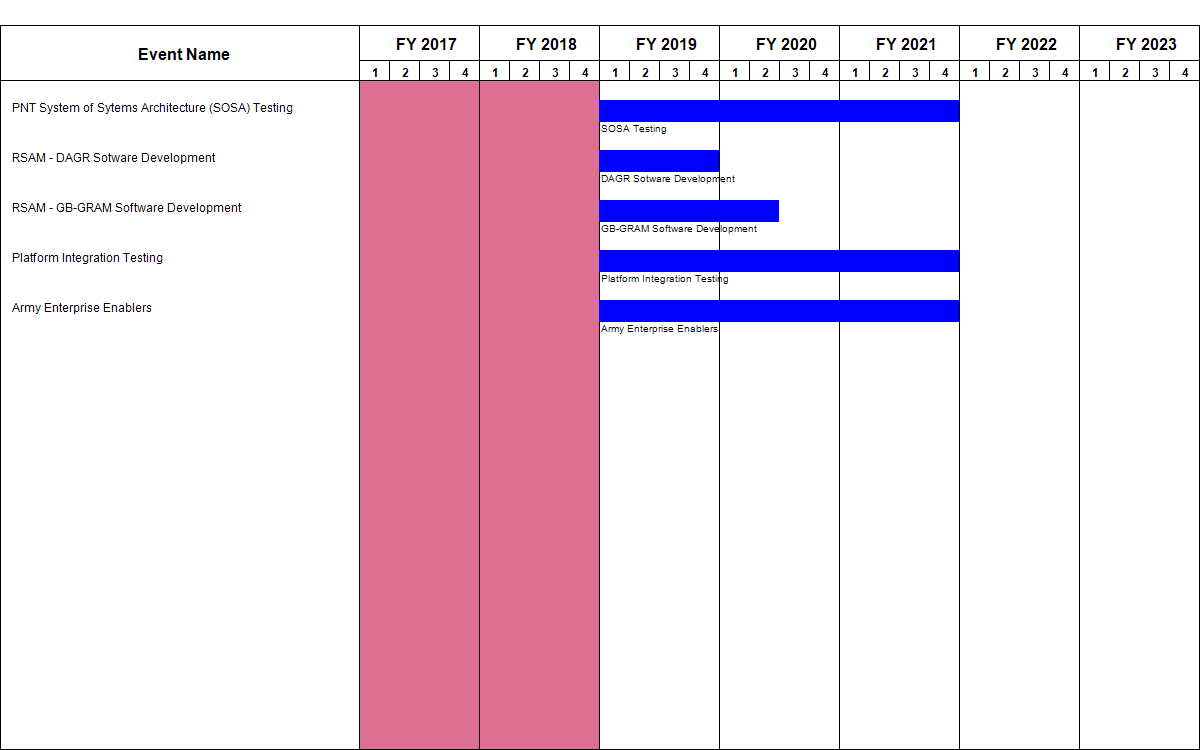 Event Name
FY 2017 FY 2018 FY 2019 FY 2020 FY 2021 FY 2022 FY 2023
1 2 3 4 1 2 3 4 1 2 3 4 1 2 3 4 1 2 3 4 1 2 3 4 1 2 3 4
PNT System of Sytems Architecture (SOSA) Testing
SOSA Testing
RSAM - DAGR Sotware Development
DAGR Sotware Development
RSAM - GB-GRAM Software Development
GB-GRAM Software Development
Platform Integration Testing
Platform Integration Testing
Army Enterprise Enablers
Army Enterprise Enablers